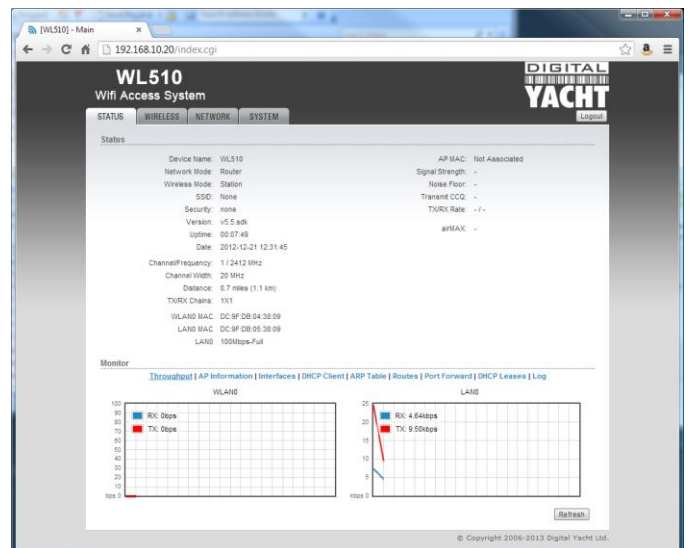 [WL510] - Main
192.168.10.20/index.cgi
WL510
Wifi Access System
DIGITAL
YACHT
STATUS WIRELESS NETWORK SYSTEM
Logout
Status
Device Name: WL510
Network Mode: Router
Wireless Mode: Station
SSID: None
Security: none
Version: v5.5.sdk
Uptime: 00:07:49
Date: 2012-12-21 12:31:45
Channel/Frequency: 1 / 2412 MHz
Channel Width: 20 MHz
Distance: 0.7 miles (1.1 km)
TX/RX Chains: 1X1
WLAN0 MAC DC:9F:DB:04:38:09
LAN0 MAC DC:9F:DB:05:38:09
LAN0 100Mbps-Full
AP MAC: Not Associated
Signal Strength: -
Noise Floor: -
Transmit CCQ: -
TX/RX Rate: - / -
airMAX: -
Monitor
Throughput | AP Information | Interfaces | DHCP Client | ARP Table | Routes | Port Forward | DHCP Leases | Log
WLAN0
100
90
80
70
60
50
40
30
20
10
bps 0
RX: 0bps
TX: 0bps
LAN0
25
20
15
10
5
kbps 0
RX: 4.64kbps
TX: 9.50kbps
Refresh
© Copyright 2006-2013 Digital Yacht Ltd.